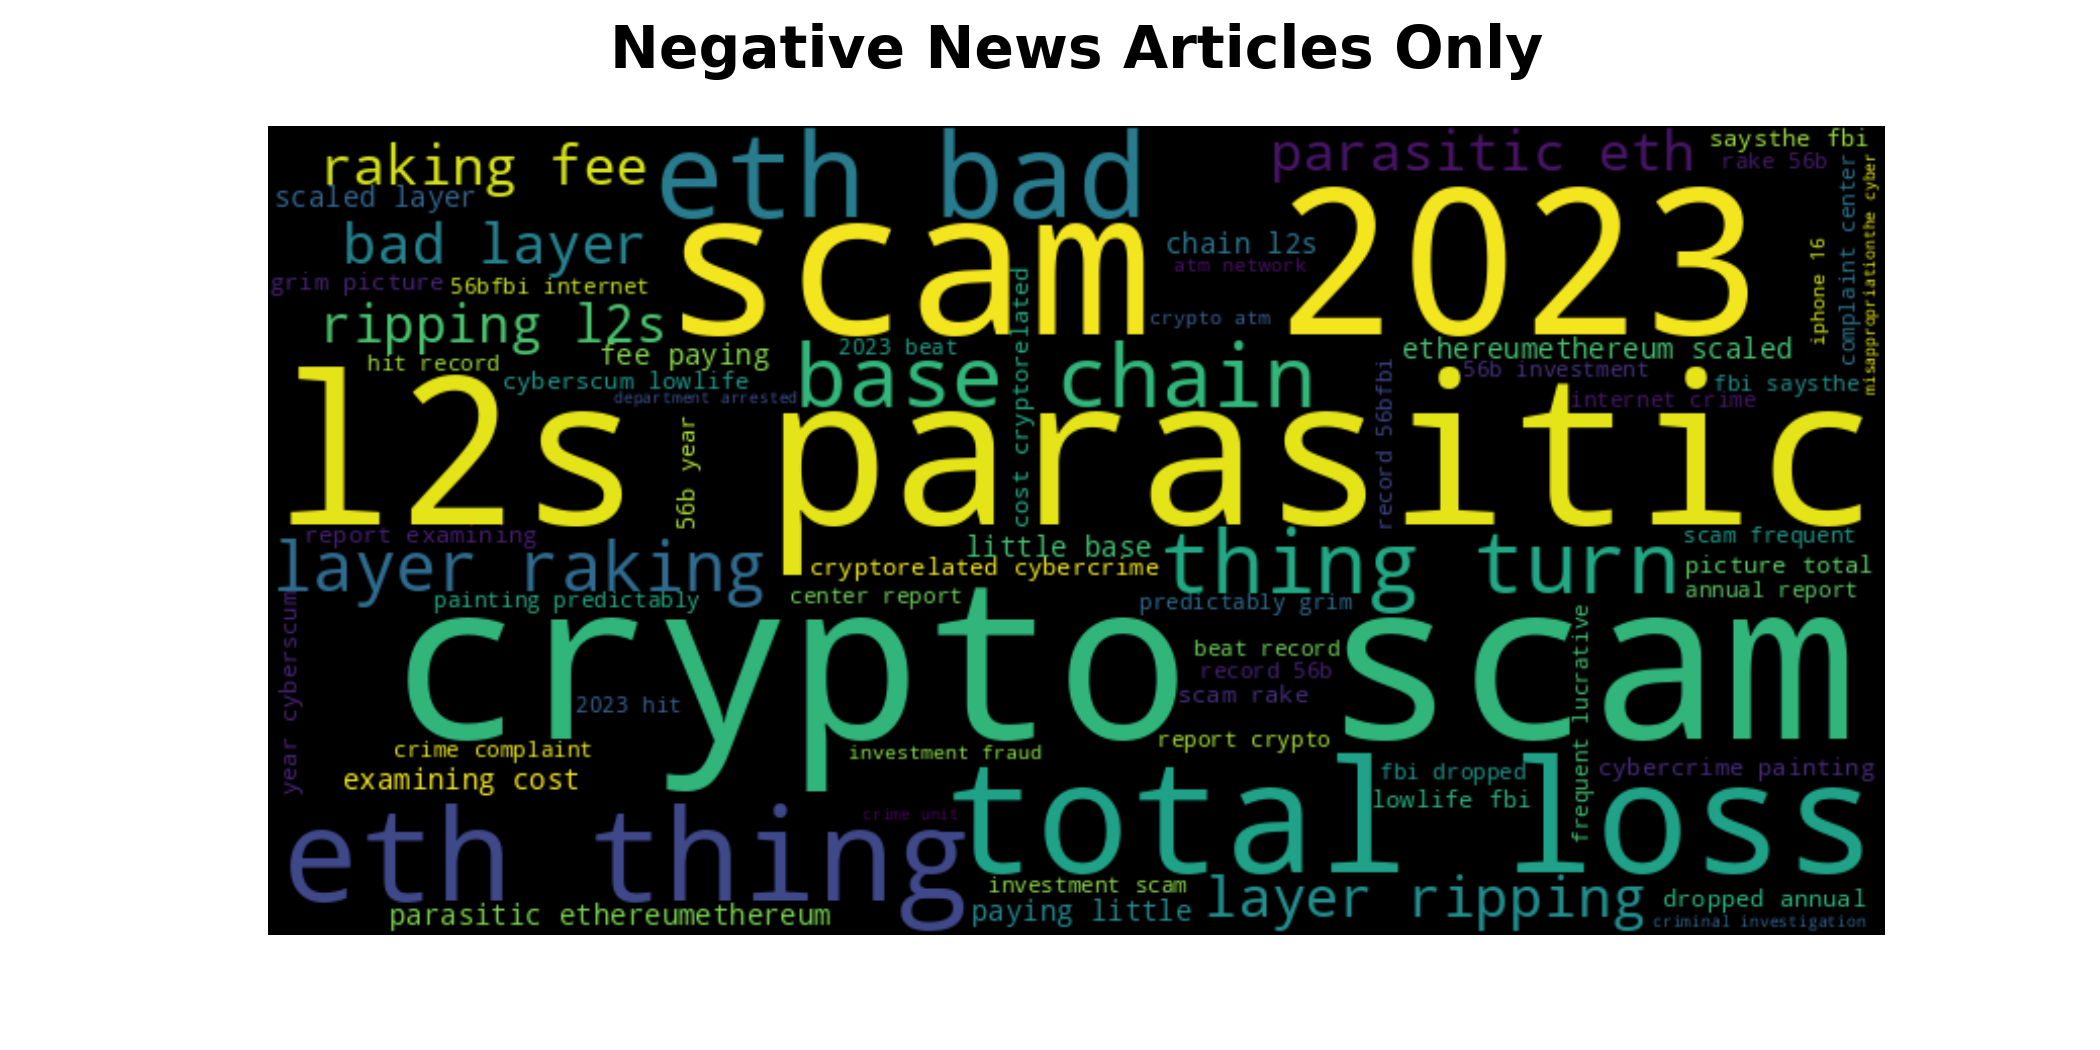 Negative News Articles Only
raking fee
eth bad
parasitic eth
saysthe fbi
rake 56b
scaled layer
bad layer
scam 2023
chain l2s
atm network
complaint center
misappropriationthe cyber
iphone 16
grim picture
56bfbi internet
ripping l2s
crypto atm
hit record
fee paying
2023 beat
base chain
cost cryptorelated
ethereumethereum scaled
56b investment
fbi saysthe
internet crime
cyberscum lowlife
department arrested
l2s parasitic
56b year
record 56bfbi
report examining
layer raking
little base
cryptorelated cybercrime
thing turn
scam frequent
picture total
annual report
painting predictably
center report
predictably grim
year cyberscum
crypto scam
beat record
record 56b
scam rake
frequent lucrative
2023 hit
crime complaint
investment fraud
report crypto
examining cost
total loss
fbi dropped
lowlife fbi
cybercrime painting
eth thing
crime unit
investment scam
layer ripping
dropped annual
parasitic ethereumethereum
paying little
criminal investigation